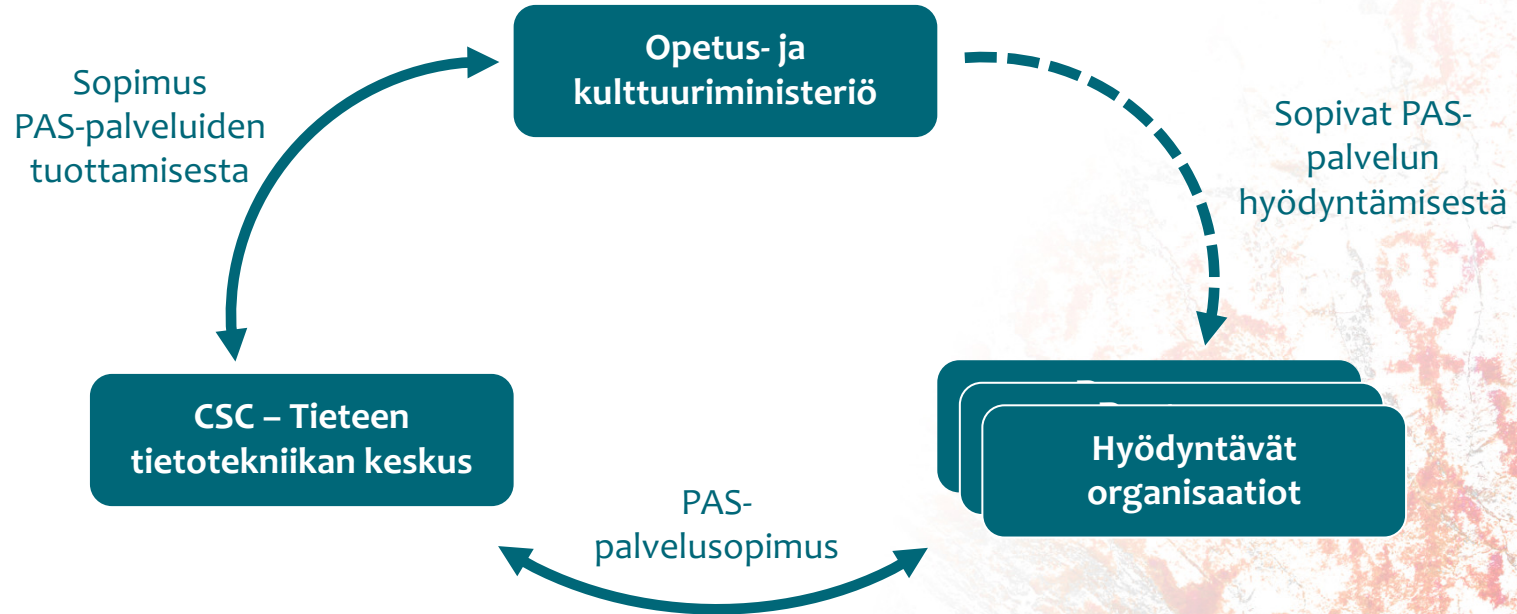 Opetus- ja
kulttuuriministeriö
Sopimus
PAS-palveluiden
tuottamisesta
Sopivat PAS-
palvelun
hyödyntämisestä
CSC – Tieteen
tietotekniikan keskus
Hyödyntävät
organisaatiot
PAS-
palvelusopimus